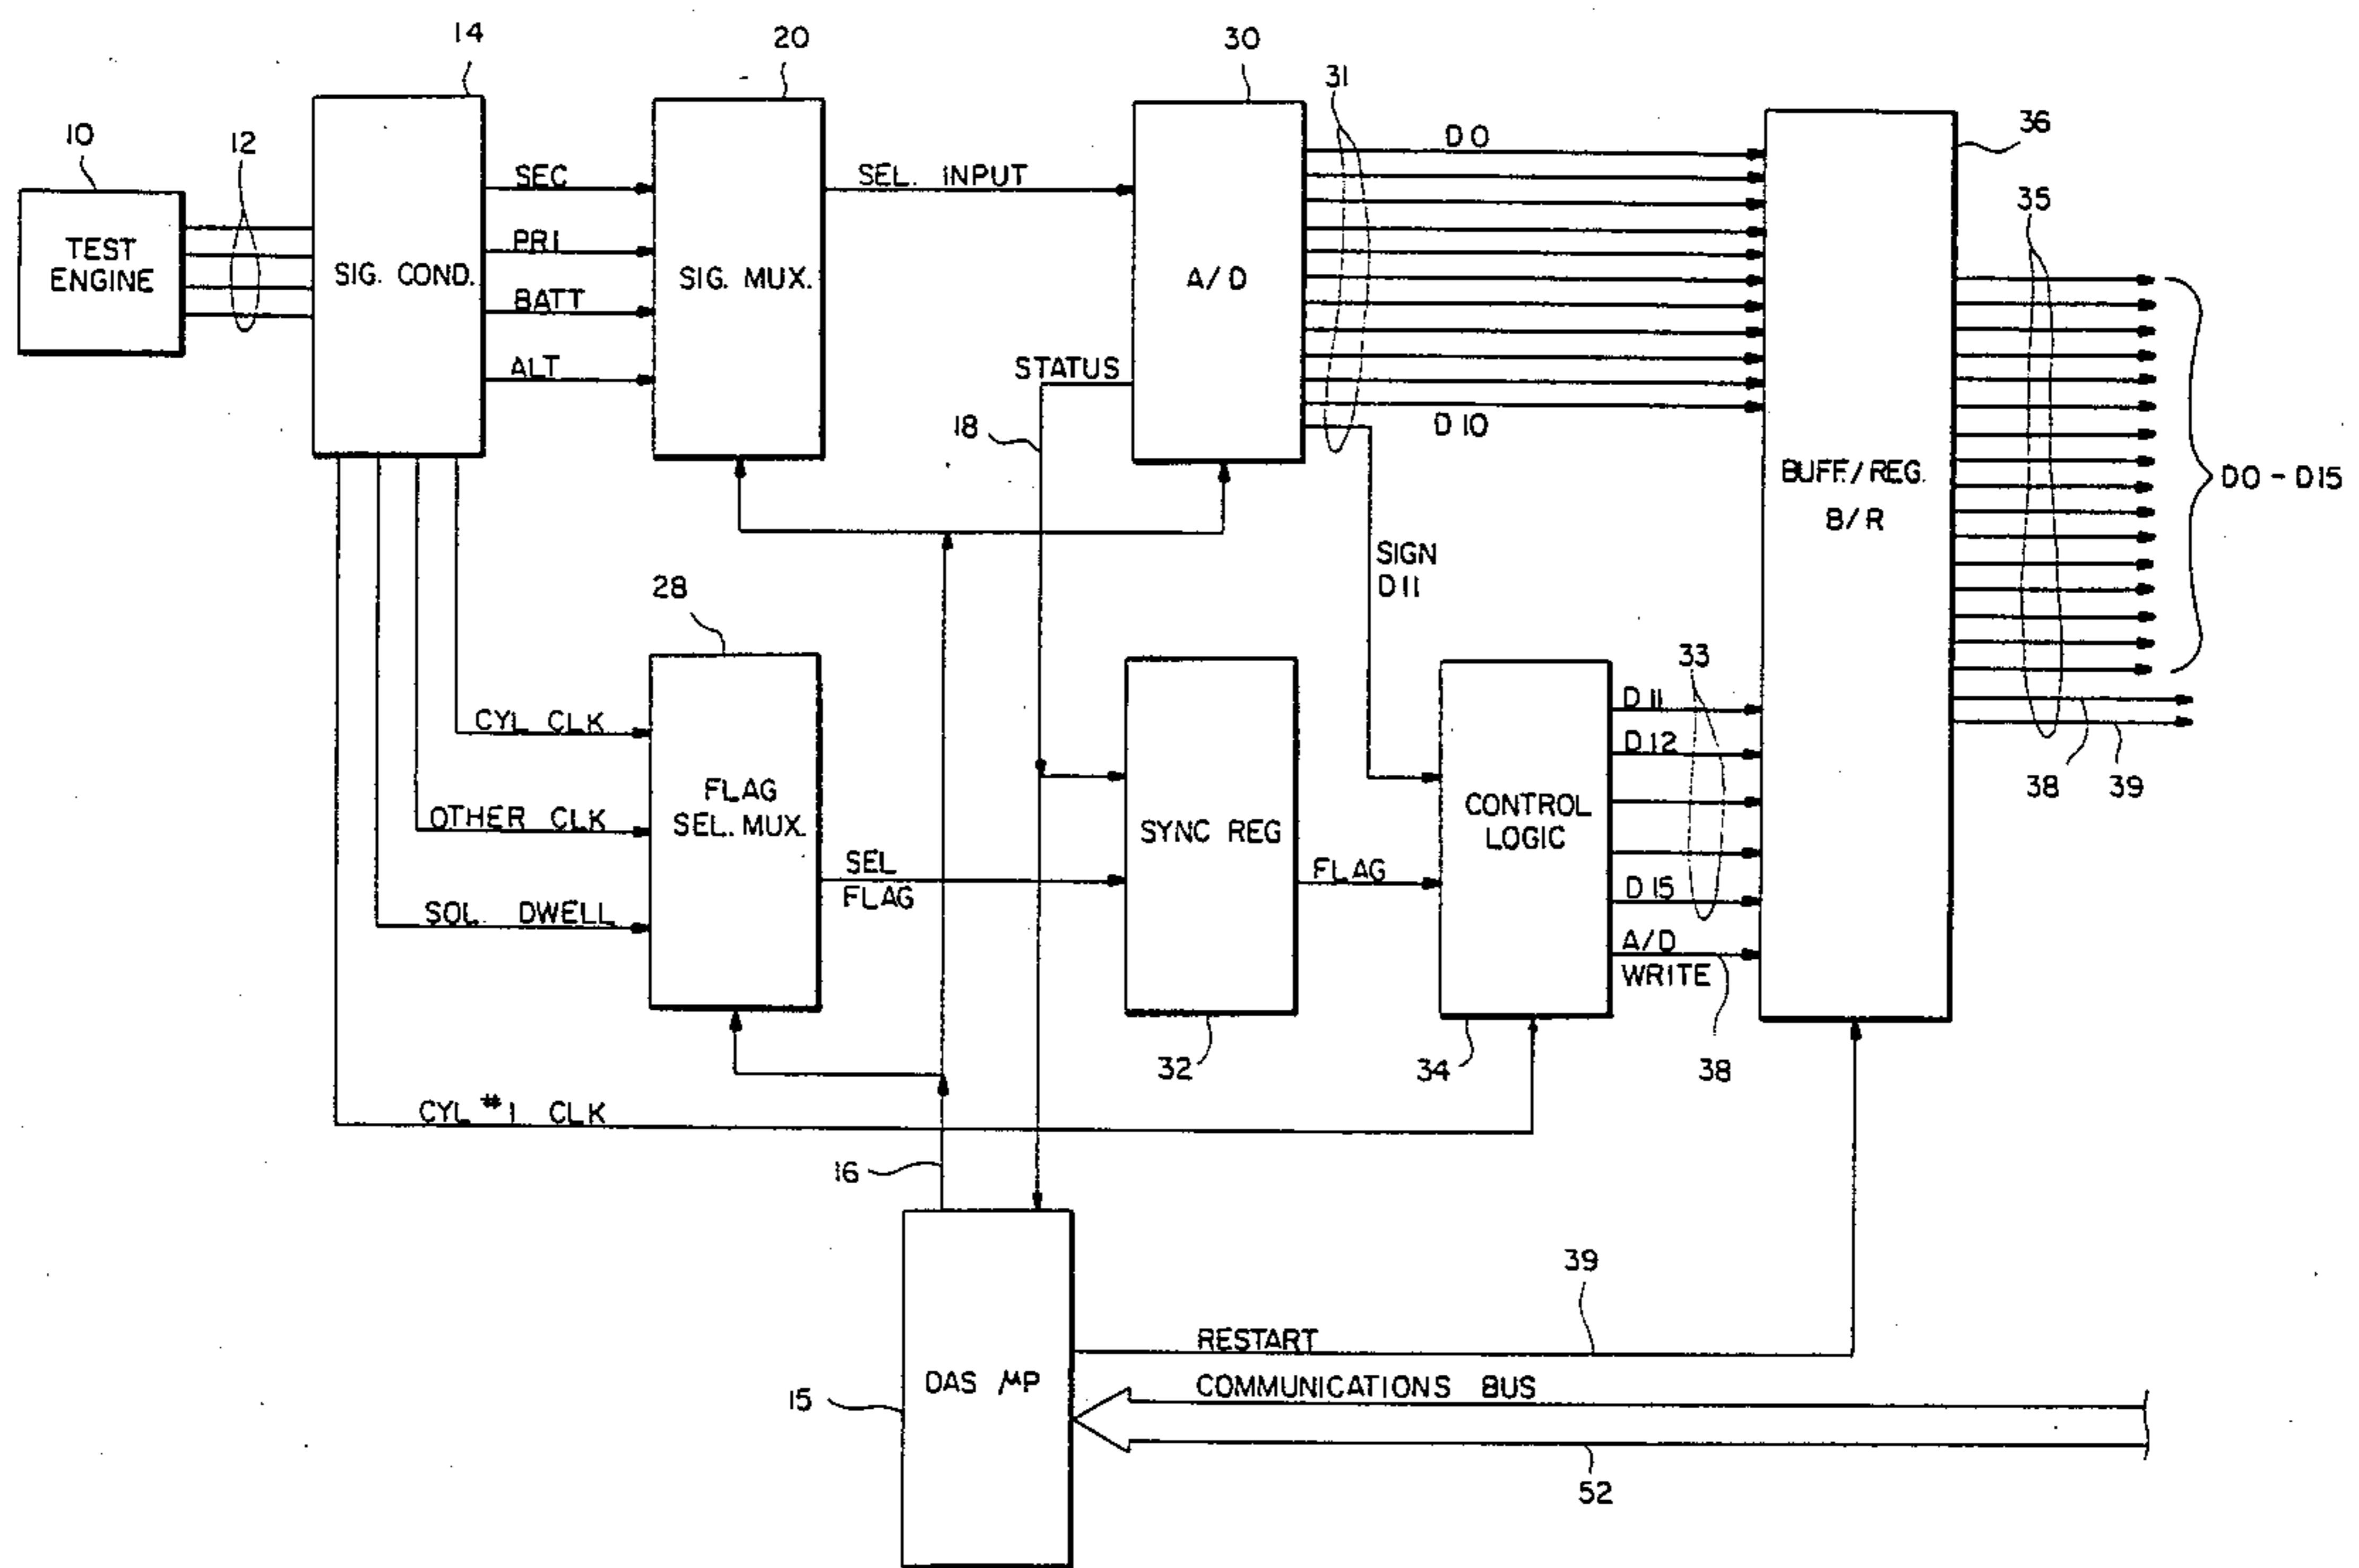 14
20
30
31
10
12
36
35
TEST
ENGINE
SIG. COND.
SEC
PRI
BATT
ALT
SIG. MUX.
SEL. INPUT
A/D
STATUS
18
D0
D10
SIGN
D11
BUFF./REG.
B/R
D0-D15
28
CYL CLK
OTHER CLK
SOL DWELL
FLAG
SEL. MUX.
SEL
FLAG
SYNC REG
32
FLAG
CONTROL
LOGIC
34
33
D11
D12
D15
A/D
WRITE
38
38
39
CYL #1 CLK
16
DAS μP
15
RESTART
39
COMMUNICATIONS BUS
52